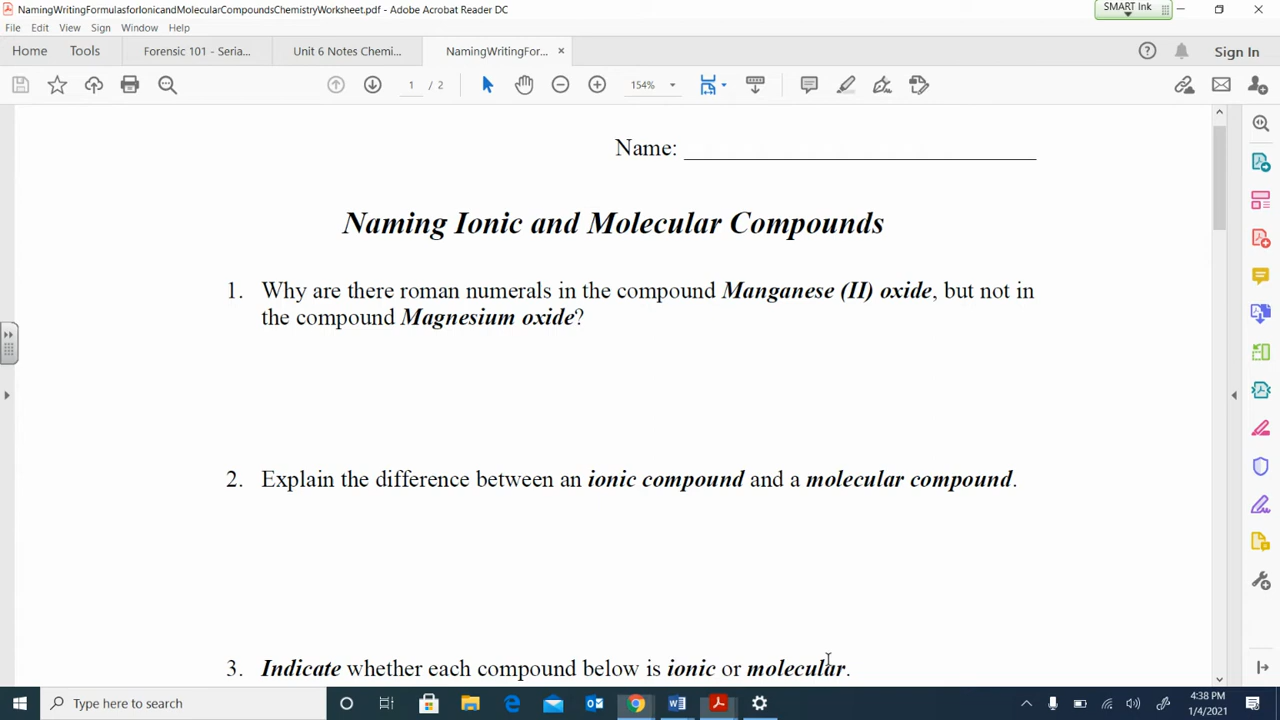 NamingWritingFormulasforIonicandMolecularCompoundsChemistryWorksheet.pdf - Adobe Acrobat Reader DC
SMART Ink
File Edit View Sign Window Help
Home Tools Forensic 101 - Seria... Unit 6 Notes Chemi... NamingWritingFor... × Sign In
1 / 2 154%
Name:
Naming Ionic and Molecular Compounds
1. Why are there roman numerals in the compound Manganese (II) oxide, but not in
the compound Magnesium oxide?
2. Explain the difference between an ionic compound and a molecular compound.
3. Indicate whether each compound below is ionic or molecular.
Type here to search
4:38 PM
1/4/2021